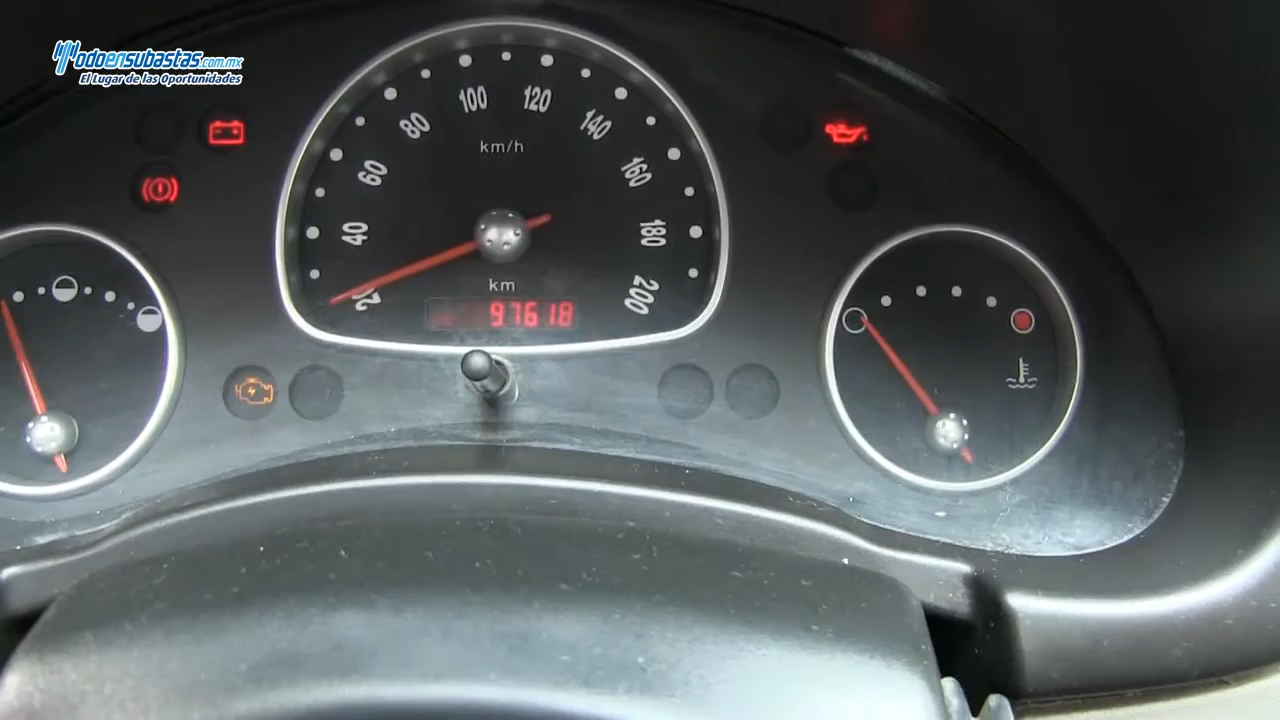 Todoensubastas.com.mx
El Lugar de las Oportunidades
20
40
60
80
100
120
140
160
180
200
km/h
km
97618